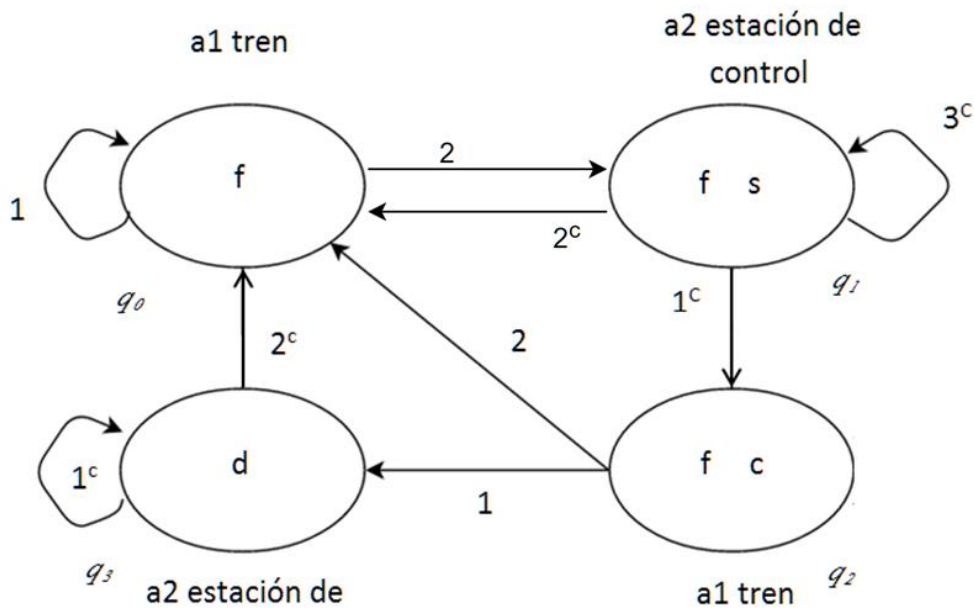 a1 tren
a2 estación de
control
f
f s
1
2
2ᶜ
3ᶜ
q₀
q₁
1ᶜ
2ᶜ
2
d
f c
1ᶜ
1
q₃
q₂
a2 estación de
a1 tren